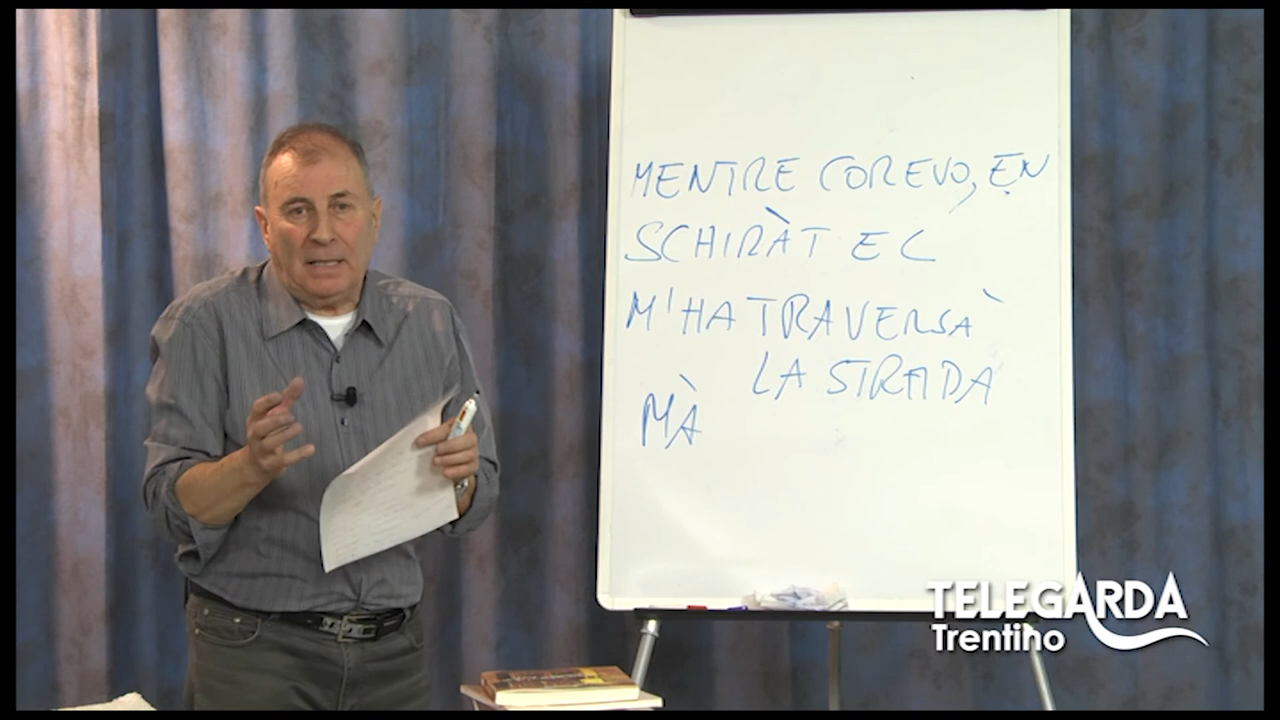 MENTRE COREVO, EN
SCHIRÀT EL
M'HA TRAVERSÀ
LA STRADA
MÀ
TELEGARDA
Trentino